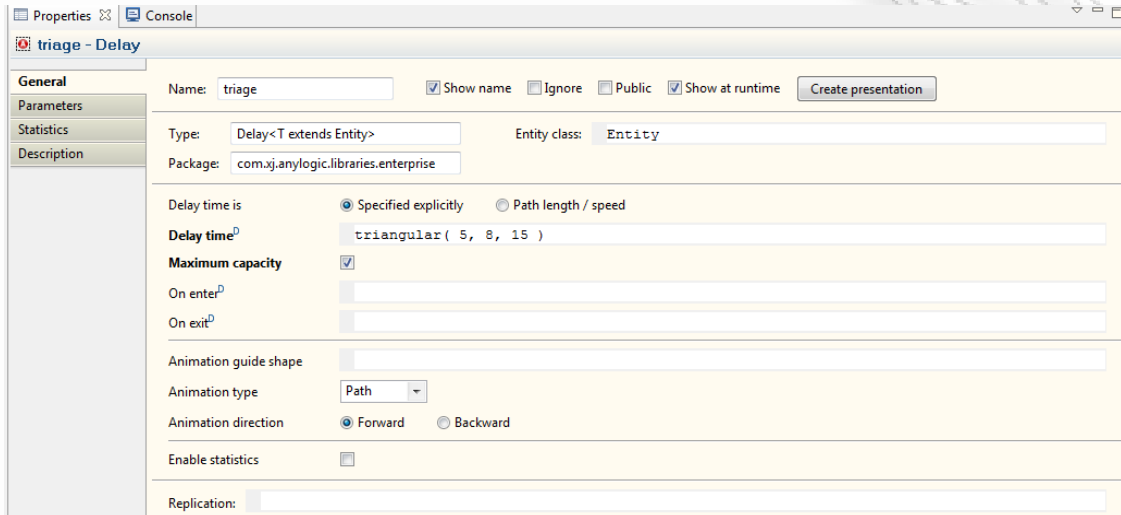 Properties Console
triage - Delay
General
Parameters
Statistics
Description
Name: triage Show name Ignore Public Show at runtime Create presentation
Type: Delay<T extends Entity> Entity class: Entity
Package: com.xj.anylogic.libraries.enterprise
Delay time is Specified explicitly Path length / speed
Delay timeD triangular( 5, 8, 15 )
Maximum capacity
On enterD
On exitD
Animation guide shape
Animation type Path
Animation direction Forward Backward
Enable statistics
Replication: